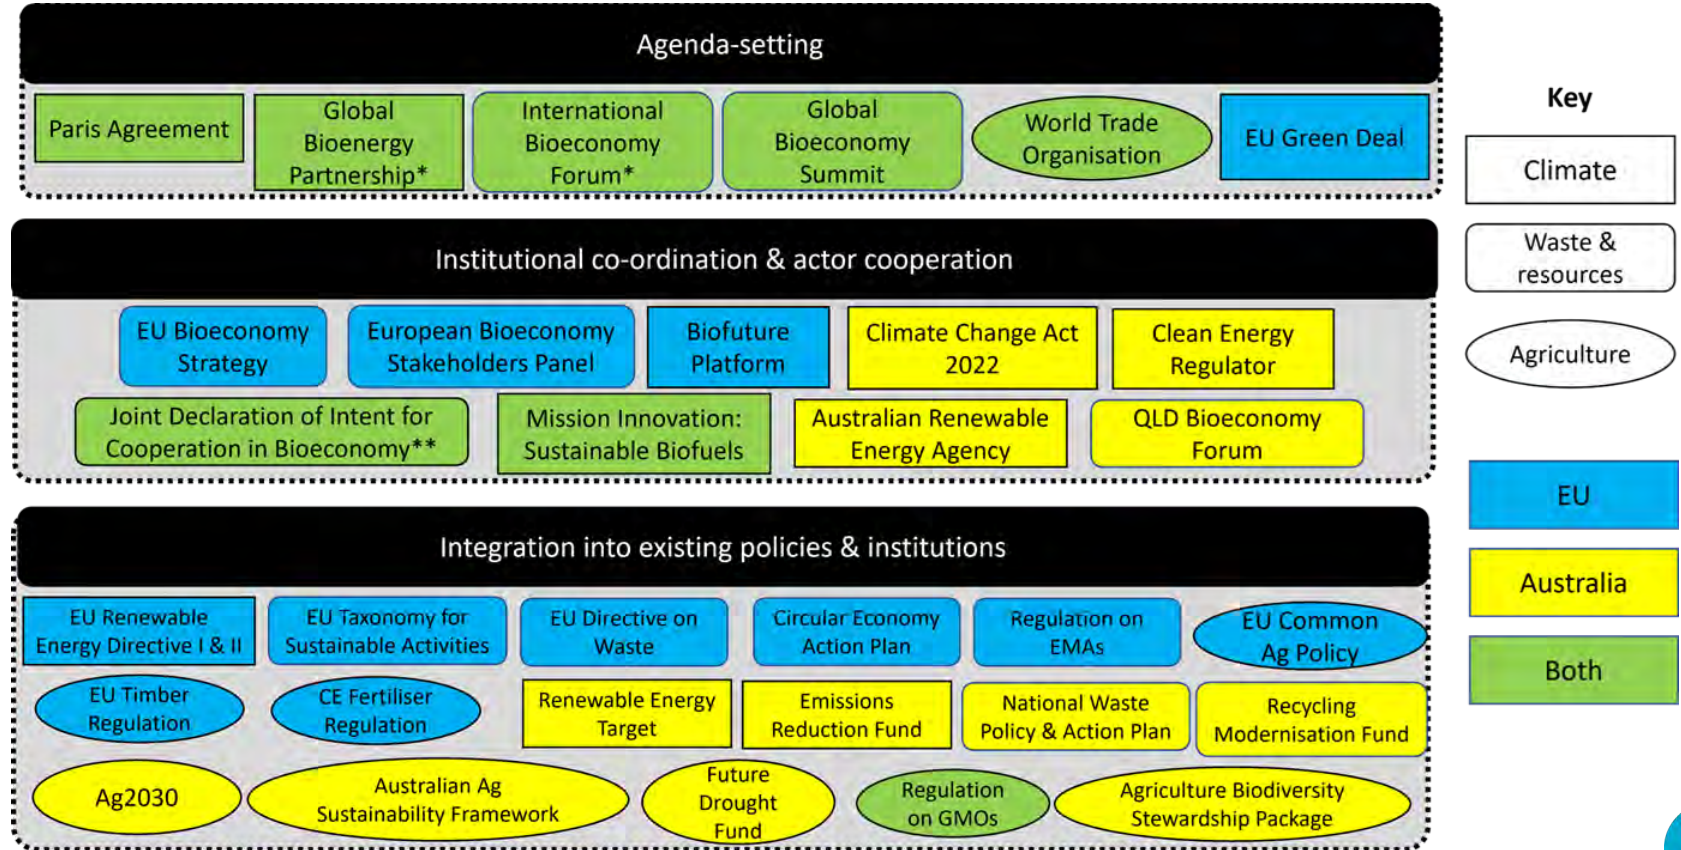 Agenda-setting
Paris Agreement
Global
Bioenergy
Partnership*
International
Bioeconomy
Forum*
Global
Bioeconomy
Summit
World Trade
Organisation
EU Green Deal
Institutional co-ordination & actor cooperation
EU Bioeconomy
Strategy
European Bioeconomy
Stakeholders Panel
Biofuture
Platform
Climate Change Act
2022
Clean Energy
Regulator
Joint Declaration of Intent for
Cooperation in Bioeconomy**
Mission Innovation:
Sustainable Biofuels
Australian Renewable
Energy Agency
QLD Bioeconomy
Forum
Integration into existing policies & institutions
EU Renewable
Energy Directive I & II
EU Taxonomy for
Sustainable Activities
EU Directive on
Waste
Circular Economy
Action Plan
Regulation on
EMAs
EU Common
Ag Policy
EU Timber
Regulation
CE Fertiliser
Regulation
Renewable Energy
Target
Emissions
Reduction Fund
National Waste
Policy & Action Plan
Recycling
Modernisation Fund
Ag2030
Australian Ag
Sustainability Framework
Future
Drought
Fund
Regulation
on GMOs
Agriculture Biodiversity
Stewardship Package
Key
Climate
Waste &
resources
Agriculture
EU
Australia
Both